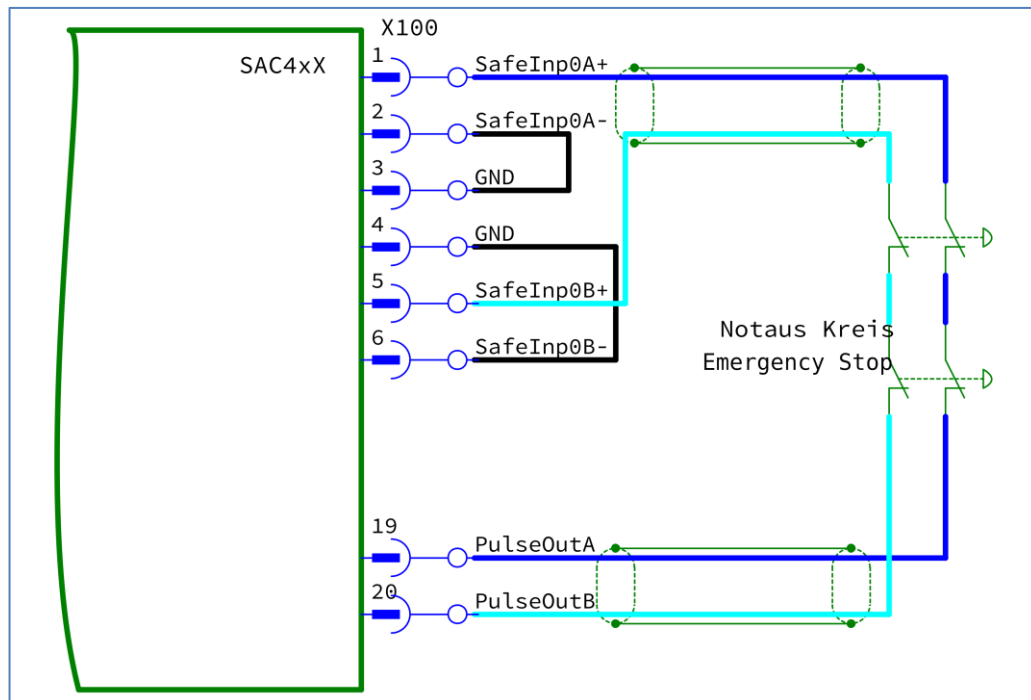 X100
SAC4xX
1 SafeInp0A+
2 SafeInp0A-
3 GND
4 GND
5 SafeInp0B+
6 SafeInp0B-
Notaus Kreis
Emergency Stop
19 PulseOutA
20 PulseOutB